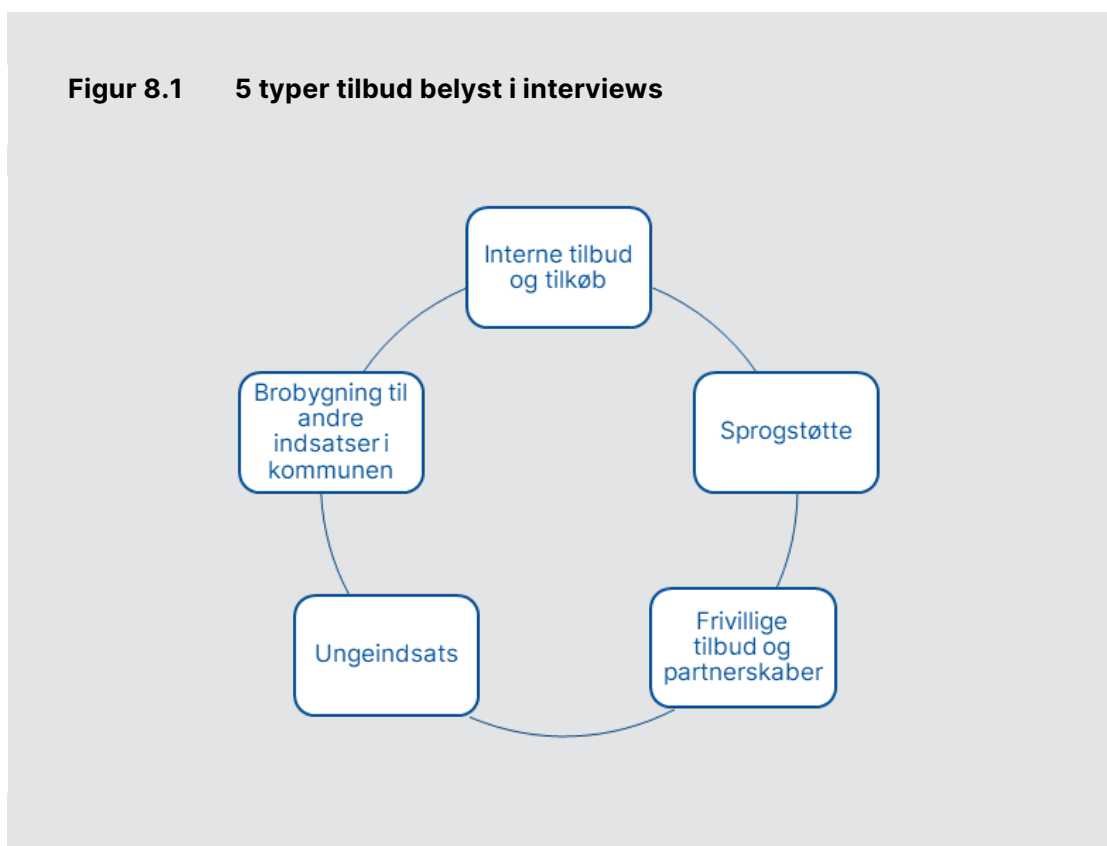 Figur 8.1 5 typer tilbud belyst i interviews
Interne tilbud
og tilkøb
Sprogstøtte
Frivillige
tilbud og
partnerskaber
Ungeindsats
Brobygning til
andre
indsatser i
kommunen